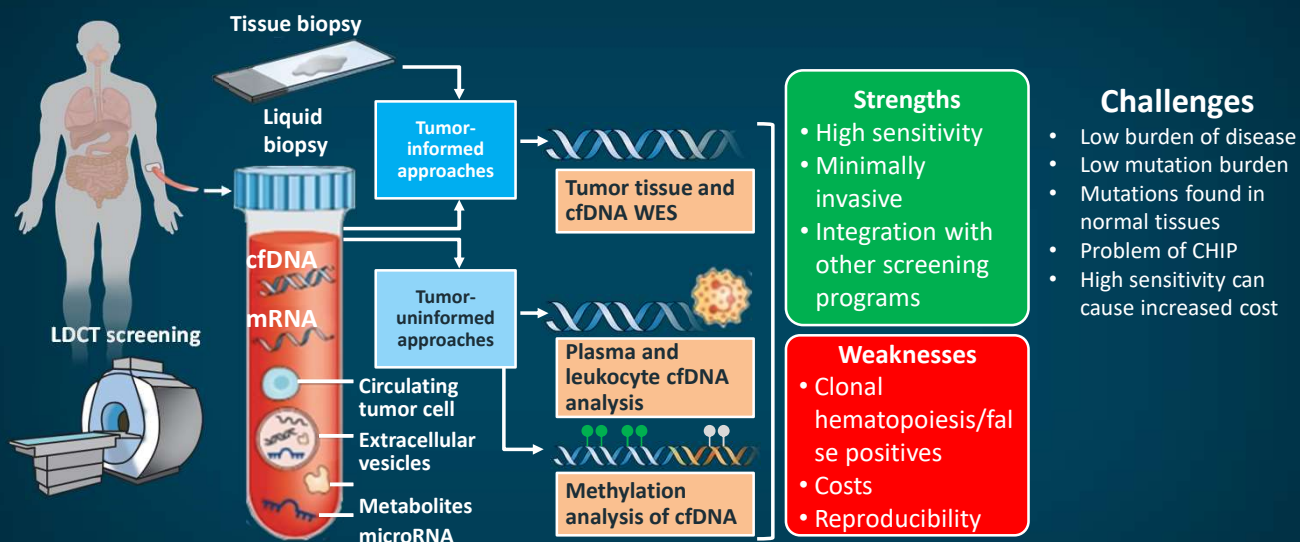 Tissue biopsy
Liquid
biopsy
LDCT screening
cfDNA
mRNA
Circulating
tumor cell
Extracellular
vesicles
Metabolites
microRNA
Tumor-
informed
approaches
Tumor-
uninformed
approaches
Tumor tissue and
cfDNA WES
Plasma and
leukocyte cfDNA
analysis
Methylation
analysis of cfDNA
Strengths
• High sensitivity
• Minimally
invasive
• Integration with
other screening
programs
Weaknesses
• Clonal
hematopoiesis/fal
se positives
• Costs
• Reproducibility
Challenges
• Low burden of disease
• Low mutation burden
• Mutations found in
normal tissues
• Problem of CHIP
• High sensitivity can
cause increased cost